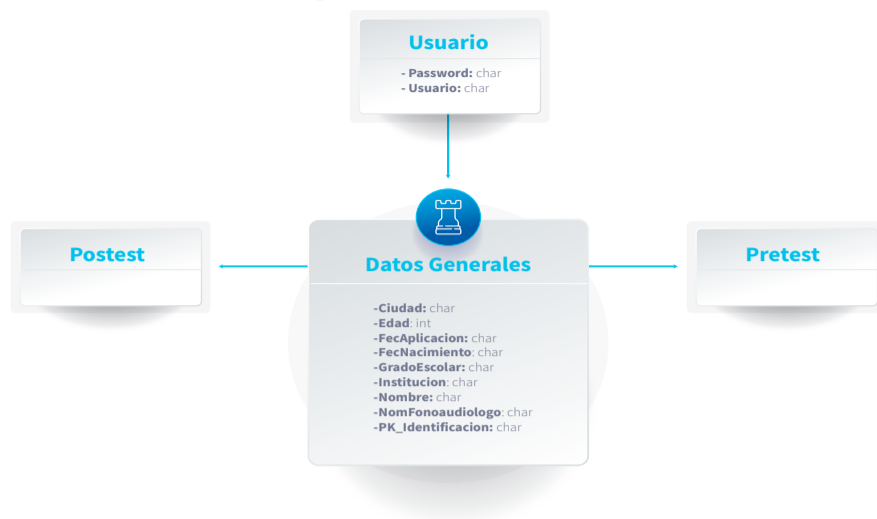 Usuario
- Password: char
- Usuario: char
Postest
Datos Generales
-Ciudad: char
-Edad: int
-FecAplicacion: char
-FecNacimiento: char
-GradoEscolar: char
-Institucion: char
-Nombre: char
-NomFonoaudiologo: char
-PK_Identificacion: char
Pretest